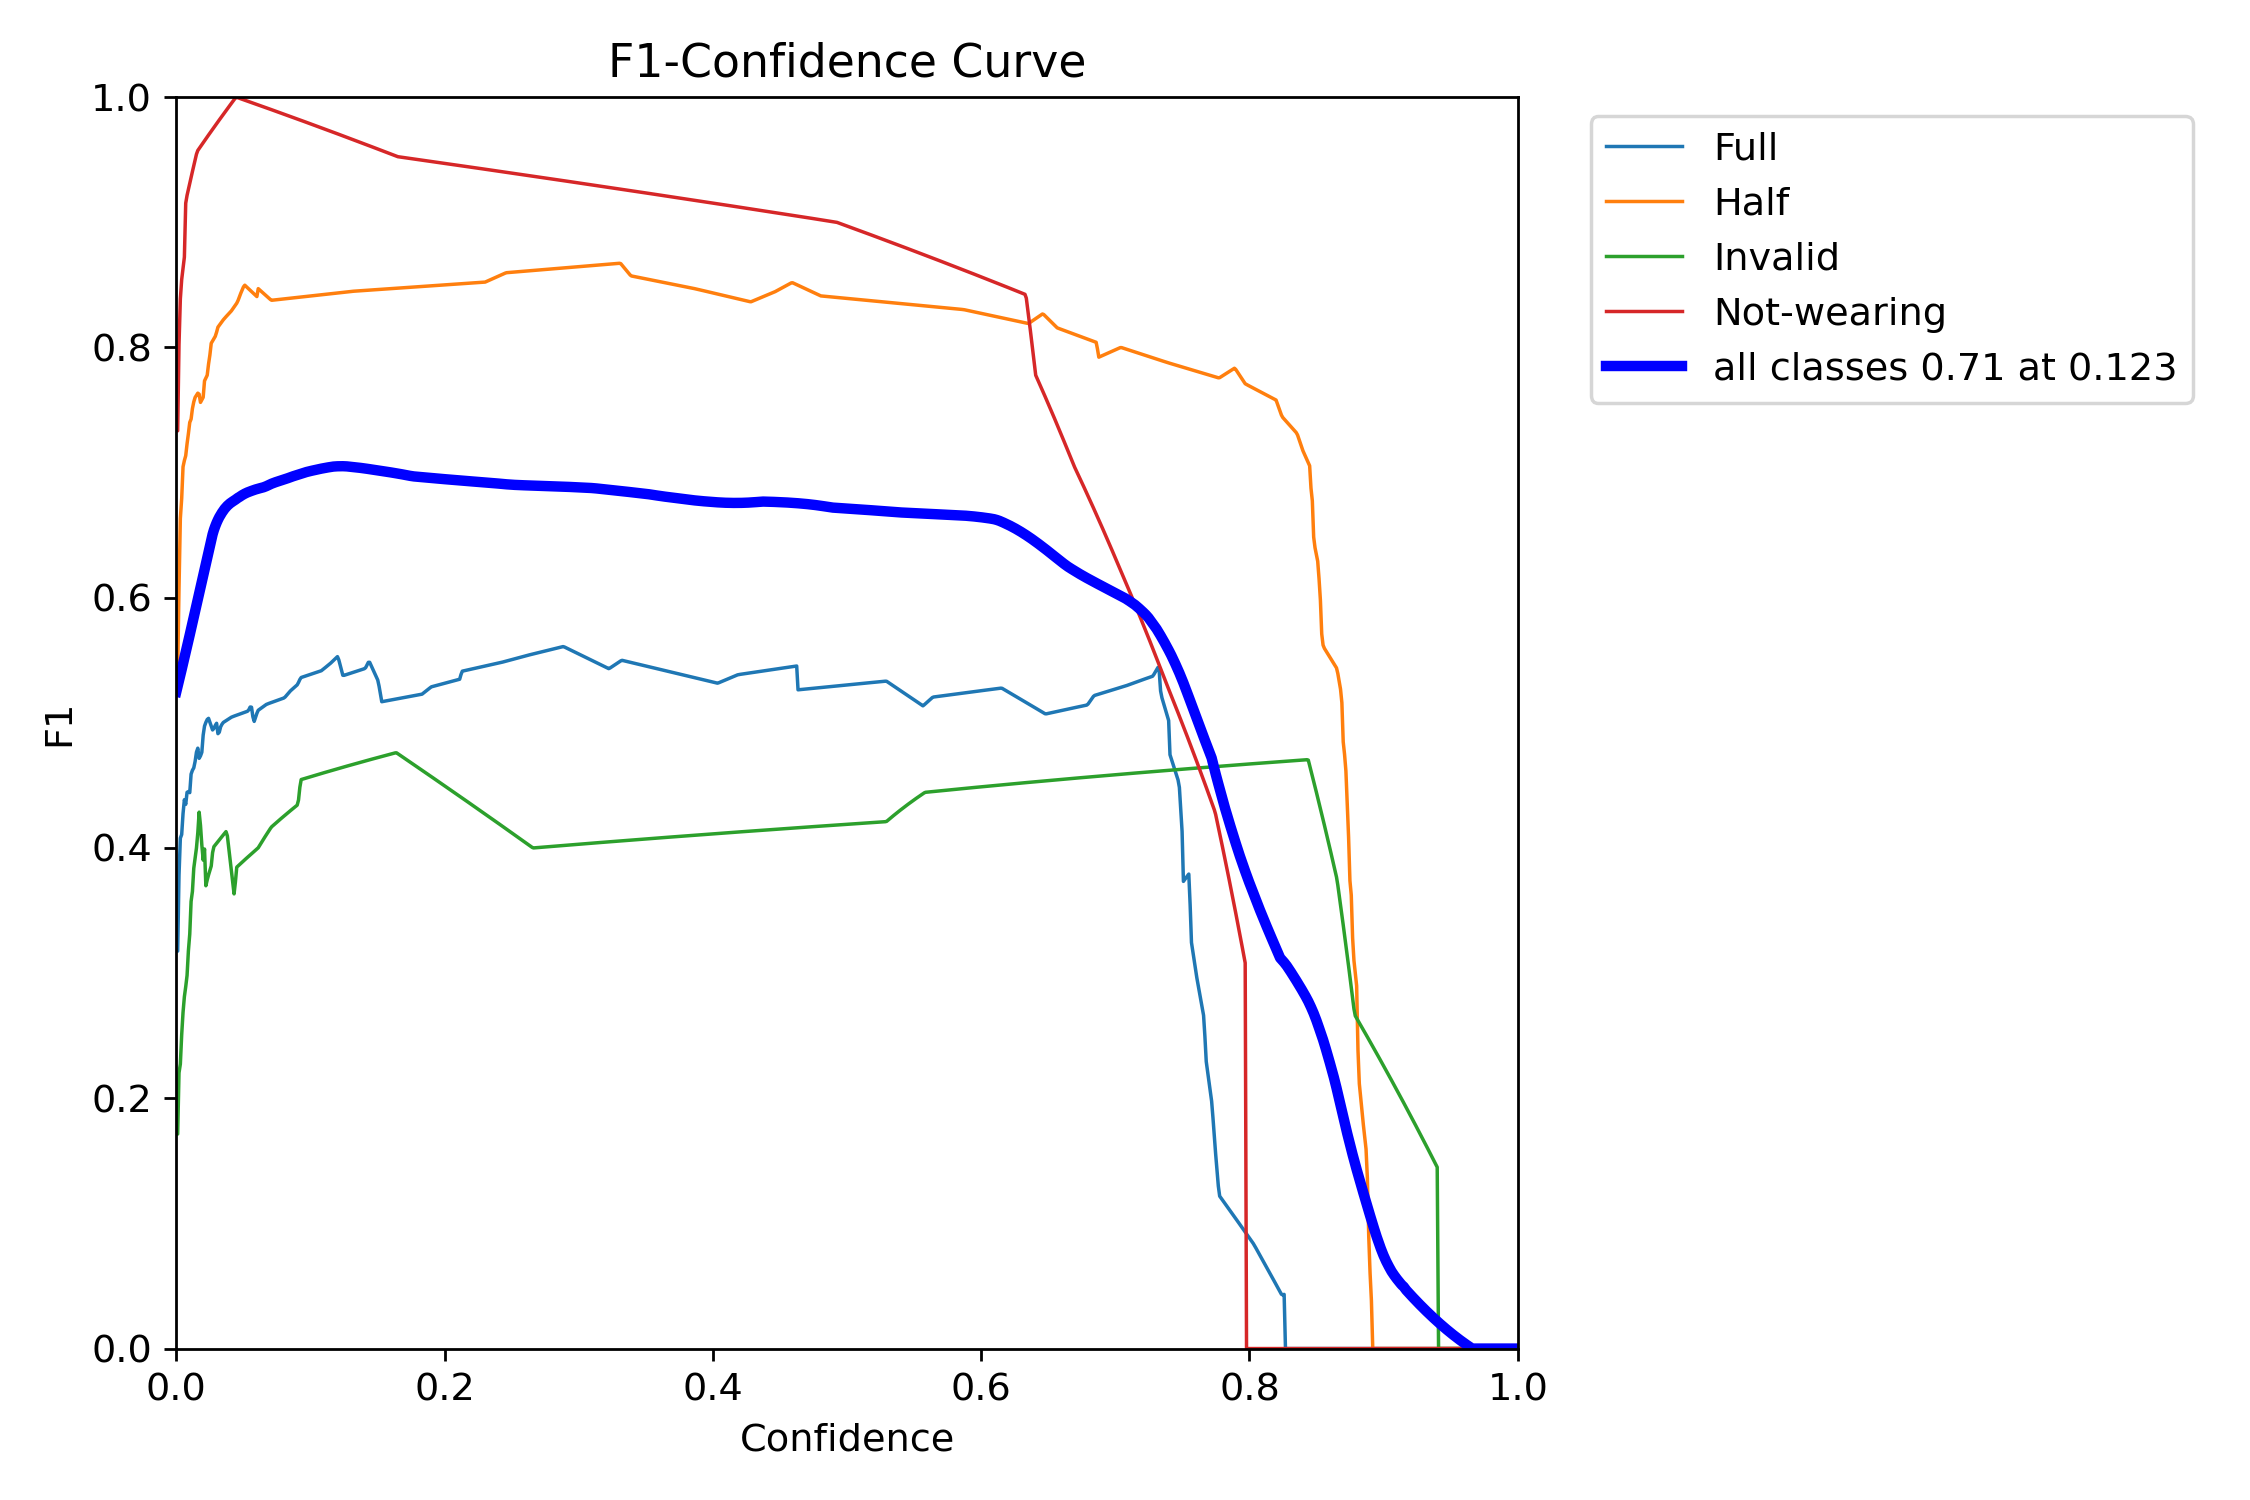 F1-Confidence Curve
1.0
0.8
0.6
0.4
0.2
0.0
F1
0.0 0.2 0.4 0.6 0.8 1.0
Confidence
Full
Half
Invalid
Not-wearing
all classes 0.71 at 0.123